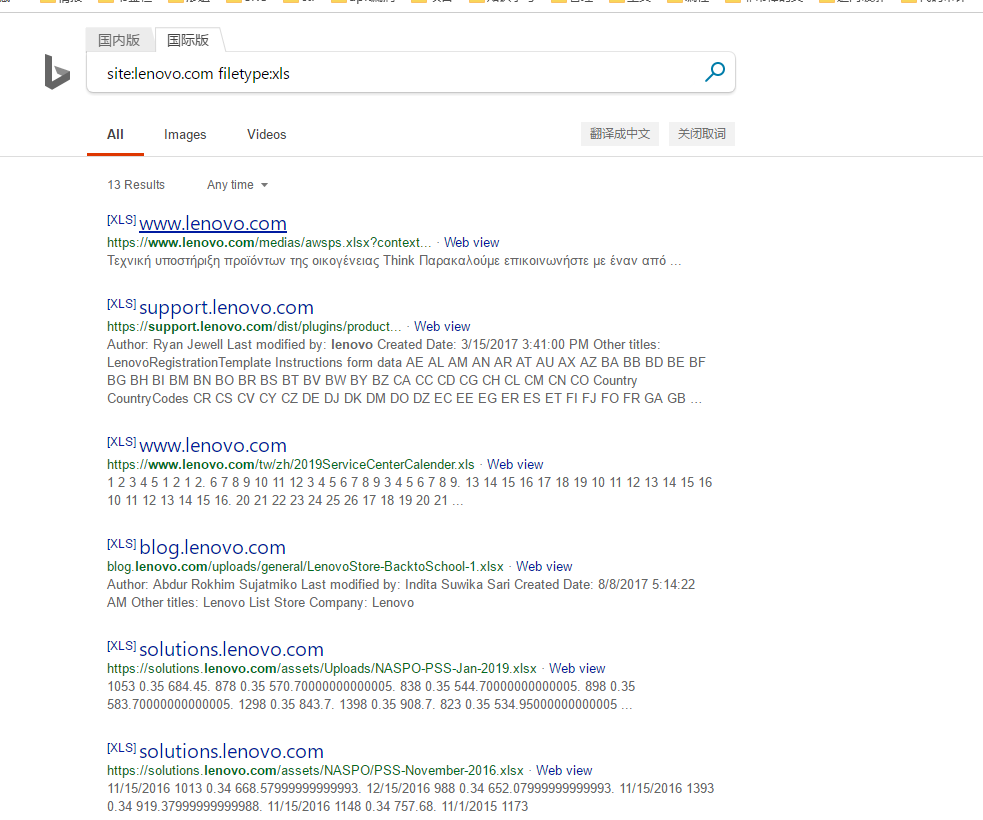 国内版
国际版
site:lenovo.com filetype:xls
All
Images
Videos
翻译成中文
关闭取词
13 Results
Any time
[XLS] www.lenovo.com
https://www.lenovo.com/medias/awsps.xlsx?context... · Web view
Τεχνική υποστήριξη προϊόντων της οικογένειας Think Παρακαλούμε επικοινωνήστε με έναν από ...
[XLS] support.lenovo.com
https://support.lenovo.com/dist/plugins/product... · Web view
Author: Ryan Jewell Last modified by: lenovo Created Date: 3/15/2017 3:41:00 PM Other titles:
LenovoRegistrationTemplate Instructions form data AE AL AM AN AR AT AU AX AZ BA BB BD BE BF
BG BH BI BM BN BO BR BS BT BV BW BY BZ CA CC CD CG CH CL CM CN CO Country
CountryCodes CR CS CV CY CZ DE DJ DK DM DO DZ EC EE EG ER ES ET FI FJ FO FR GA GB ...
[XLS] www.lenovo.com
https://www.lenovo.com/tw/zh/2019ServiceCenterCalender.xls · Web view
1 2 3 4 5 1 2 1 2. 6 7 8 9 10 11 12 3 4 5 6 7 8 9 3 4 5 6 7 8 9. 13 14 15 16 17 18 19 10 11 12 13 14 15 16
10 11 12 13 14 15 16. 20 21 22 23 24 25 26 17 18 19 20 21 ...
[XLS] blog.lenovo.com
blog.lenovo.com/uploads/general/LenovoStore-BacktoSchool-1.xlsx · Web view
Author: Abdur Rokhim Sujatmiko Last modified by: Indita Suwika Sari Created Date: 8/8/2017 5:14:22
AM Other titles: Lenovo List Store Company: Lenovo
[XLS] solutions.lenovo.com
https://solutions.lenovo.com/assets/Uploads/NASPO-PSS-Jan-2019.xlsx · Web view
1053 0.35 684.45. 878 0.35 570.70000000000005. 838 0.35 544.70000000000005. 898 0.35
583.70000000000005. 1298 0.35 843.7. 1398 0.35 908.7. 823 0.35 534.95000000000005 ...
[XLS] solutions.lenovo.com
https://solutions.lenovo.com/assets/NASPO/PSS-November-2016.xlsx · Web view
11/15/2016 1013 0.34 668.57999999999993. 12/15/2016 988 0.34 652.07999999999993. 11/15/2016 1393
0.34 919.37999999999988. 11/15/2016 1148 0.34 757.68. 11/1/2015 1173